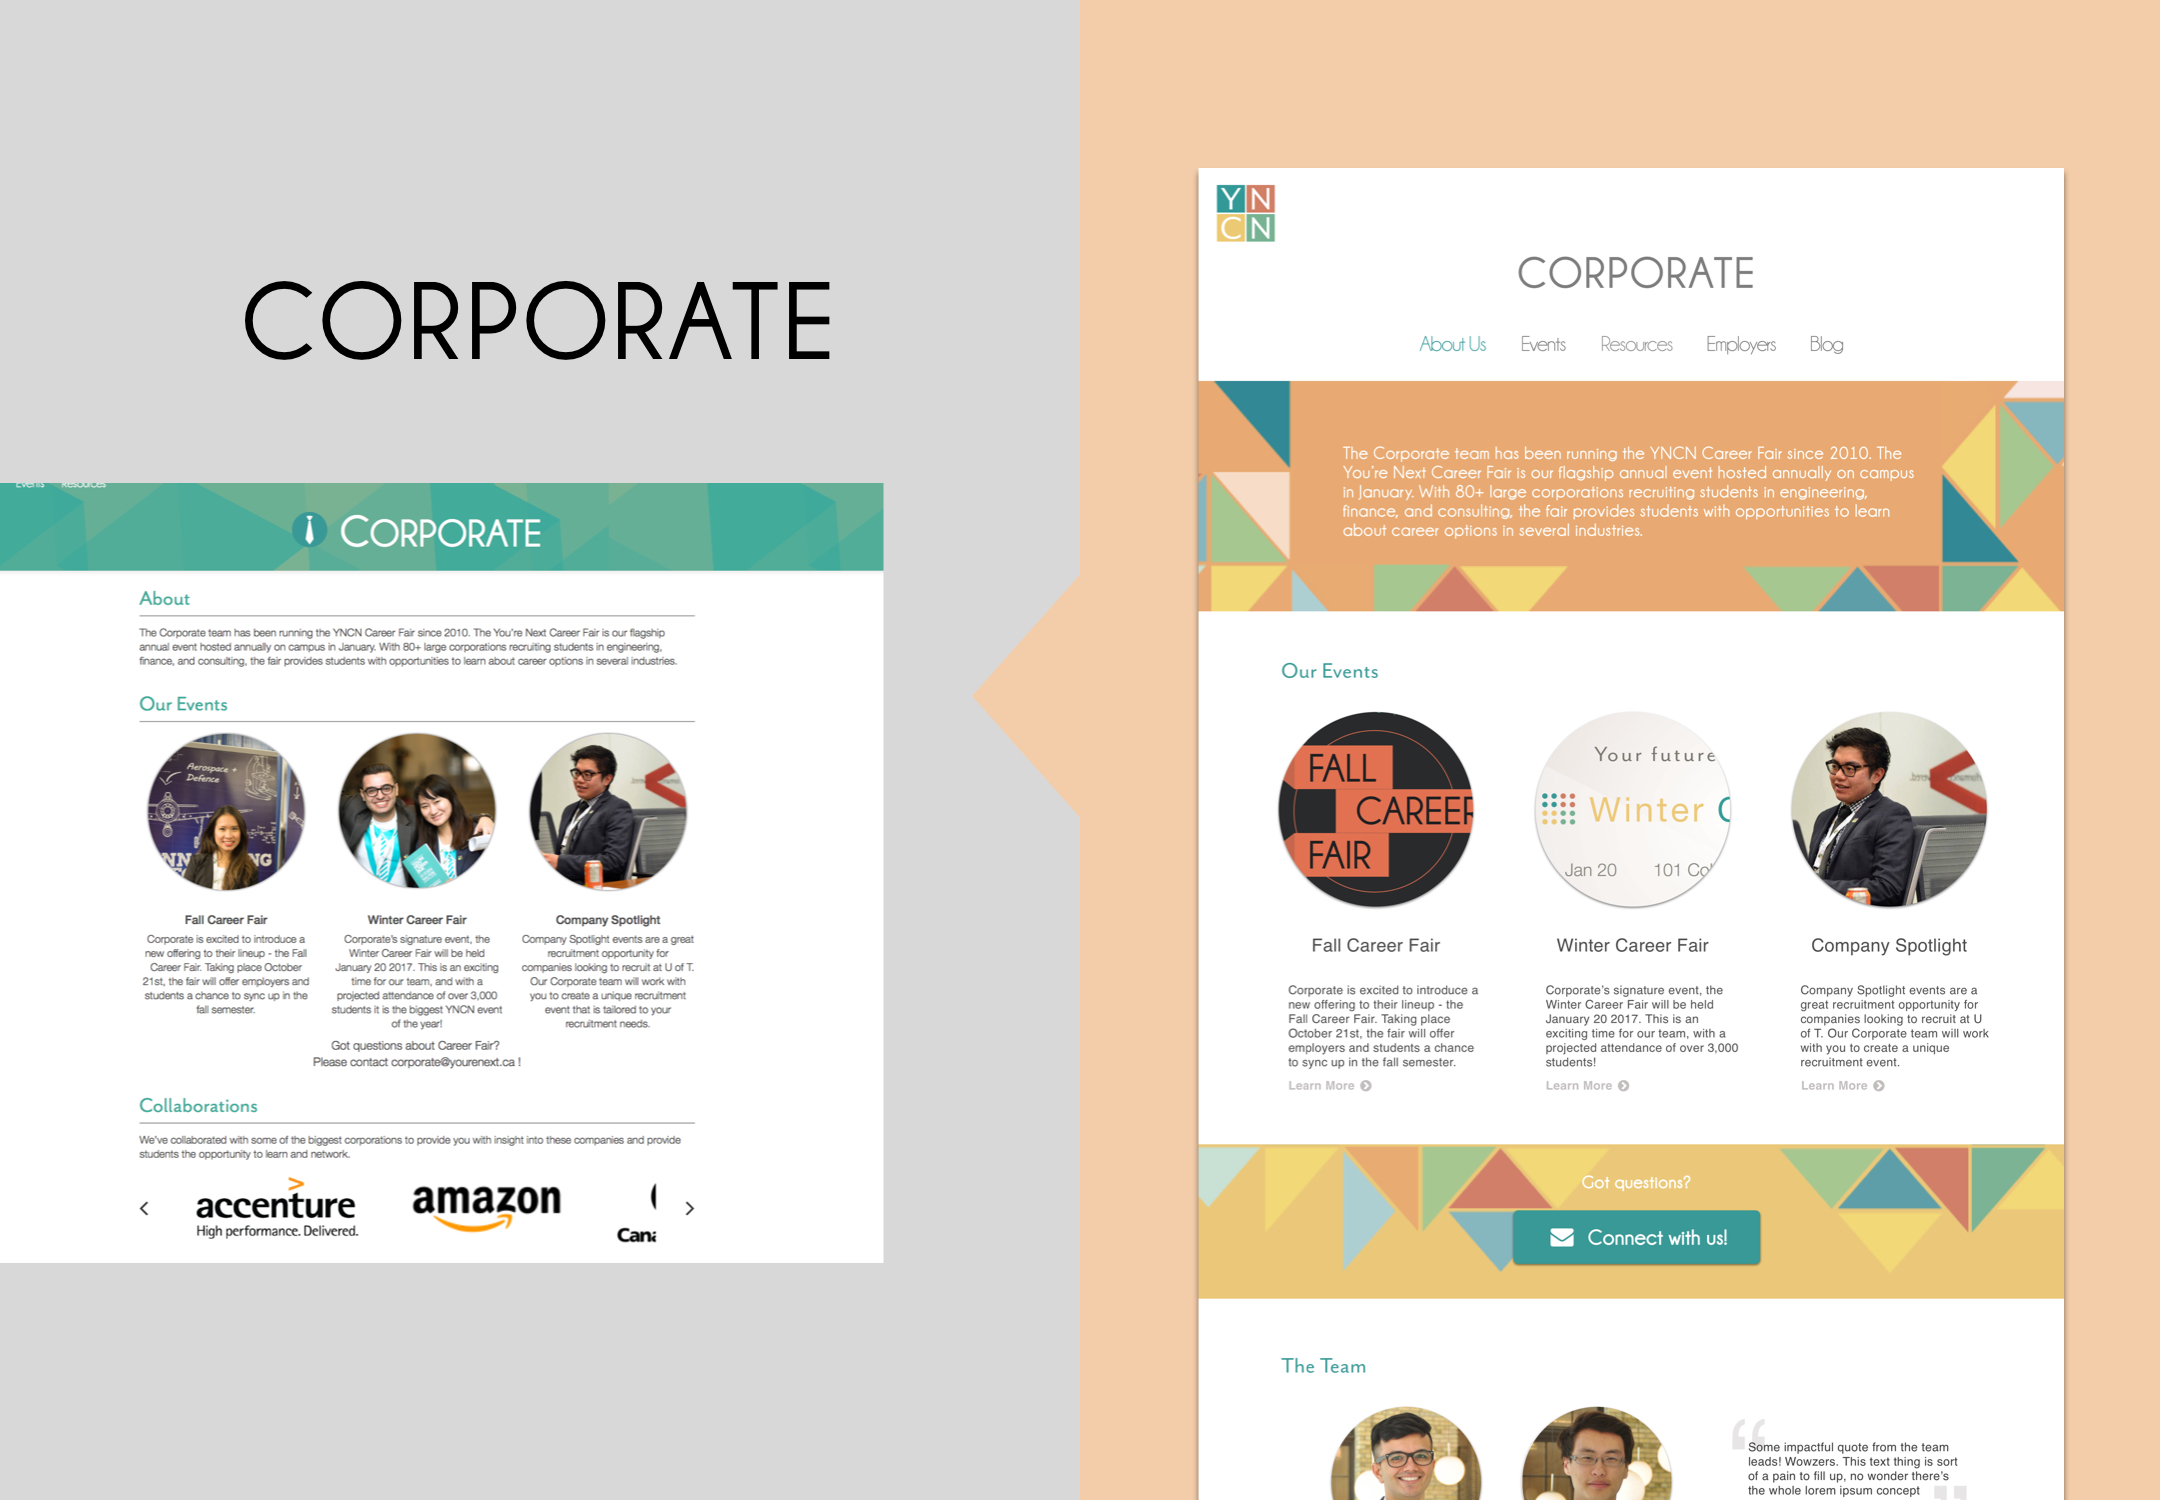 CORPORATE
Events Resources
CORPORATE
About
The Corporate team has been running the YNCN Career Fair since 2010. The You're Next Career Fair is our flagship
annual event hosted annually on campus in January. With 80+ large corporations recruiting students in engineering,
finance, and consulting, the fair provides students with opportunities to learn about career options in several industries.
Our Events
Aerospace +
Defence
Fall Career Fair
Corporate is excited to introduce a
new offering to their lineup - the Fall
Career Fair. Taking place October
21st, the fair will offer employers and
students a chance to sync up in the
fall semester.
Winter Career Fair
Corporate's signature event, the
Winter Career Fair will be held
January 20 2017. This is an exciting
time for our team, and with a
projected attendance of over 3,000
students it is the biggest YNCN event
of the year!
Company Spotlight
Company Spotlight events are a great
recruitment opportunity for
companies looking to recruit at U of T.
Our Corporate team will work with
you to create a unique recruitment
event that is tailored to your
recruitment needs.
Got questions about Career Fair?
Please contact corporate@yourenext.ca !
Collaborations
We've collaborated with some of the biggest corporations to provide you with insight into these companies and provide
students the opportunity to learn and network.
accenture
High performance. Delivered.
amazon
Cana
YN
CN
CORPORATE
About Us Events Resources Employers Blog
The Corporate team has been running the YNCN Career Fair since 2010. The
You're Next Career Fair is our flagship annual event hosted annually on campus
in January. With 80+ large corporations recruiting students in engineering,
finance, and consulting, the fair provides students with opportunities to learn
about career options in several industries.
Our Events
FALL
CAREER
FAIR
Your future
Winter C
Jan 20 101 Col
Fall Career Fair
Corporate is excited to introduce a
new offering to their lineup - the
Fall Career Fair. Taking place
October 21st, the fair will offer
employers and students a chance
to sync up in the fall semester.
Learn More
Winter Career Fair
Corporate's signature event, the
Winter Career Fair will be held
January 20 2017. This is an
exciting time for our team, with a
projected attendance of over 3,000
students!
Learn More
Company Spotlight
Company Spotlight events are a
great recruitment opportunity for
companies looking to recruit at U
of T. Our Corporate team will work
with you to create a unique
recruitment event.
Learn More
Got questions?
Connect with us!
The Team
“
Some impactful quote from the team
leads! Wowzers. This text thing is sort
of a pain to fill up, no wonder there's
the whole lorem ipsum concept